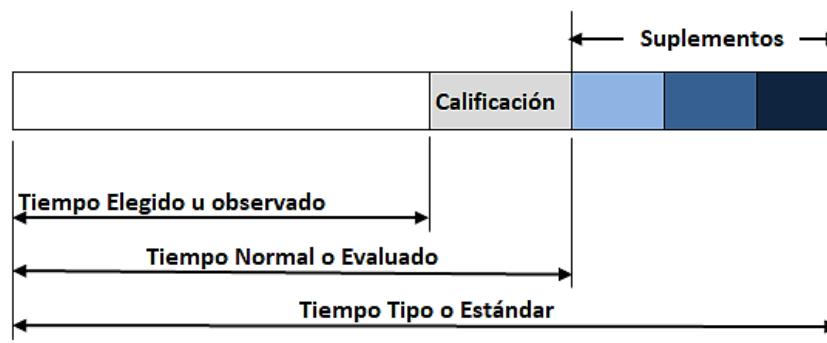 Suplementos
Calificación
Tiempo Elegido u observado
Tiempo Normal o Evaluado
Tiempo Tipo o Estándar